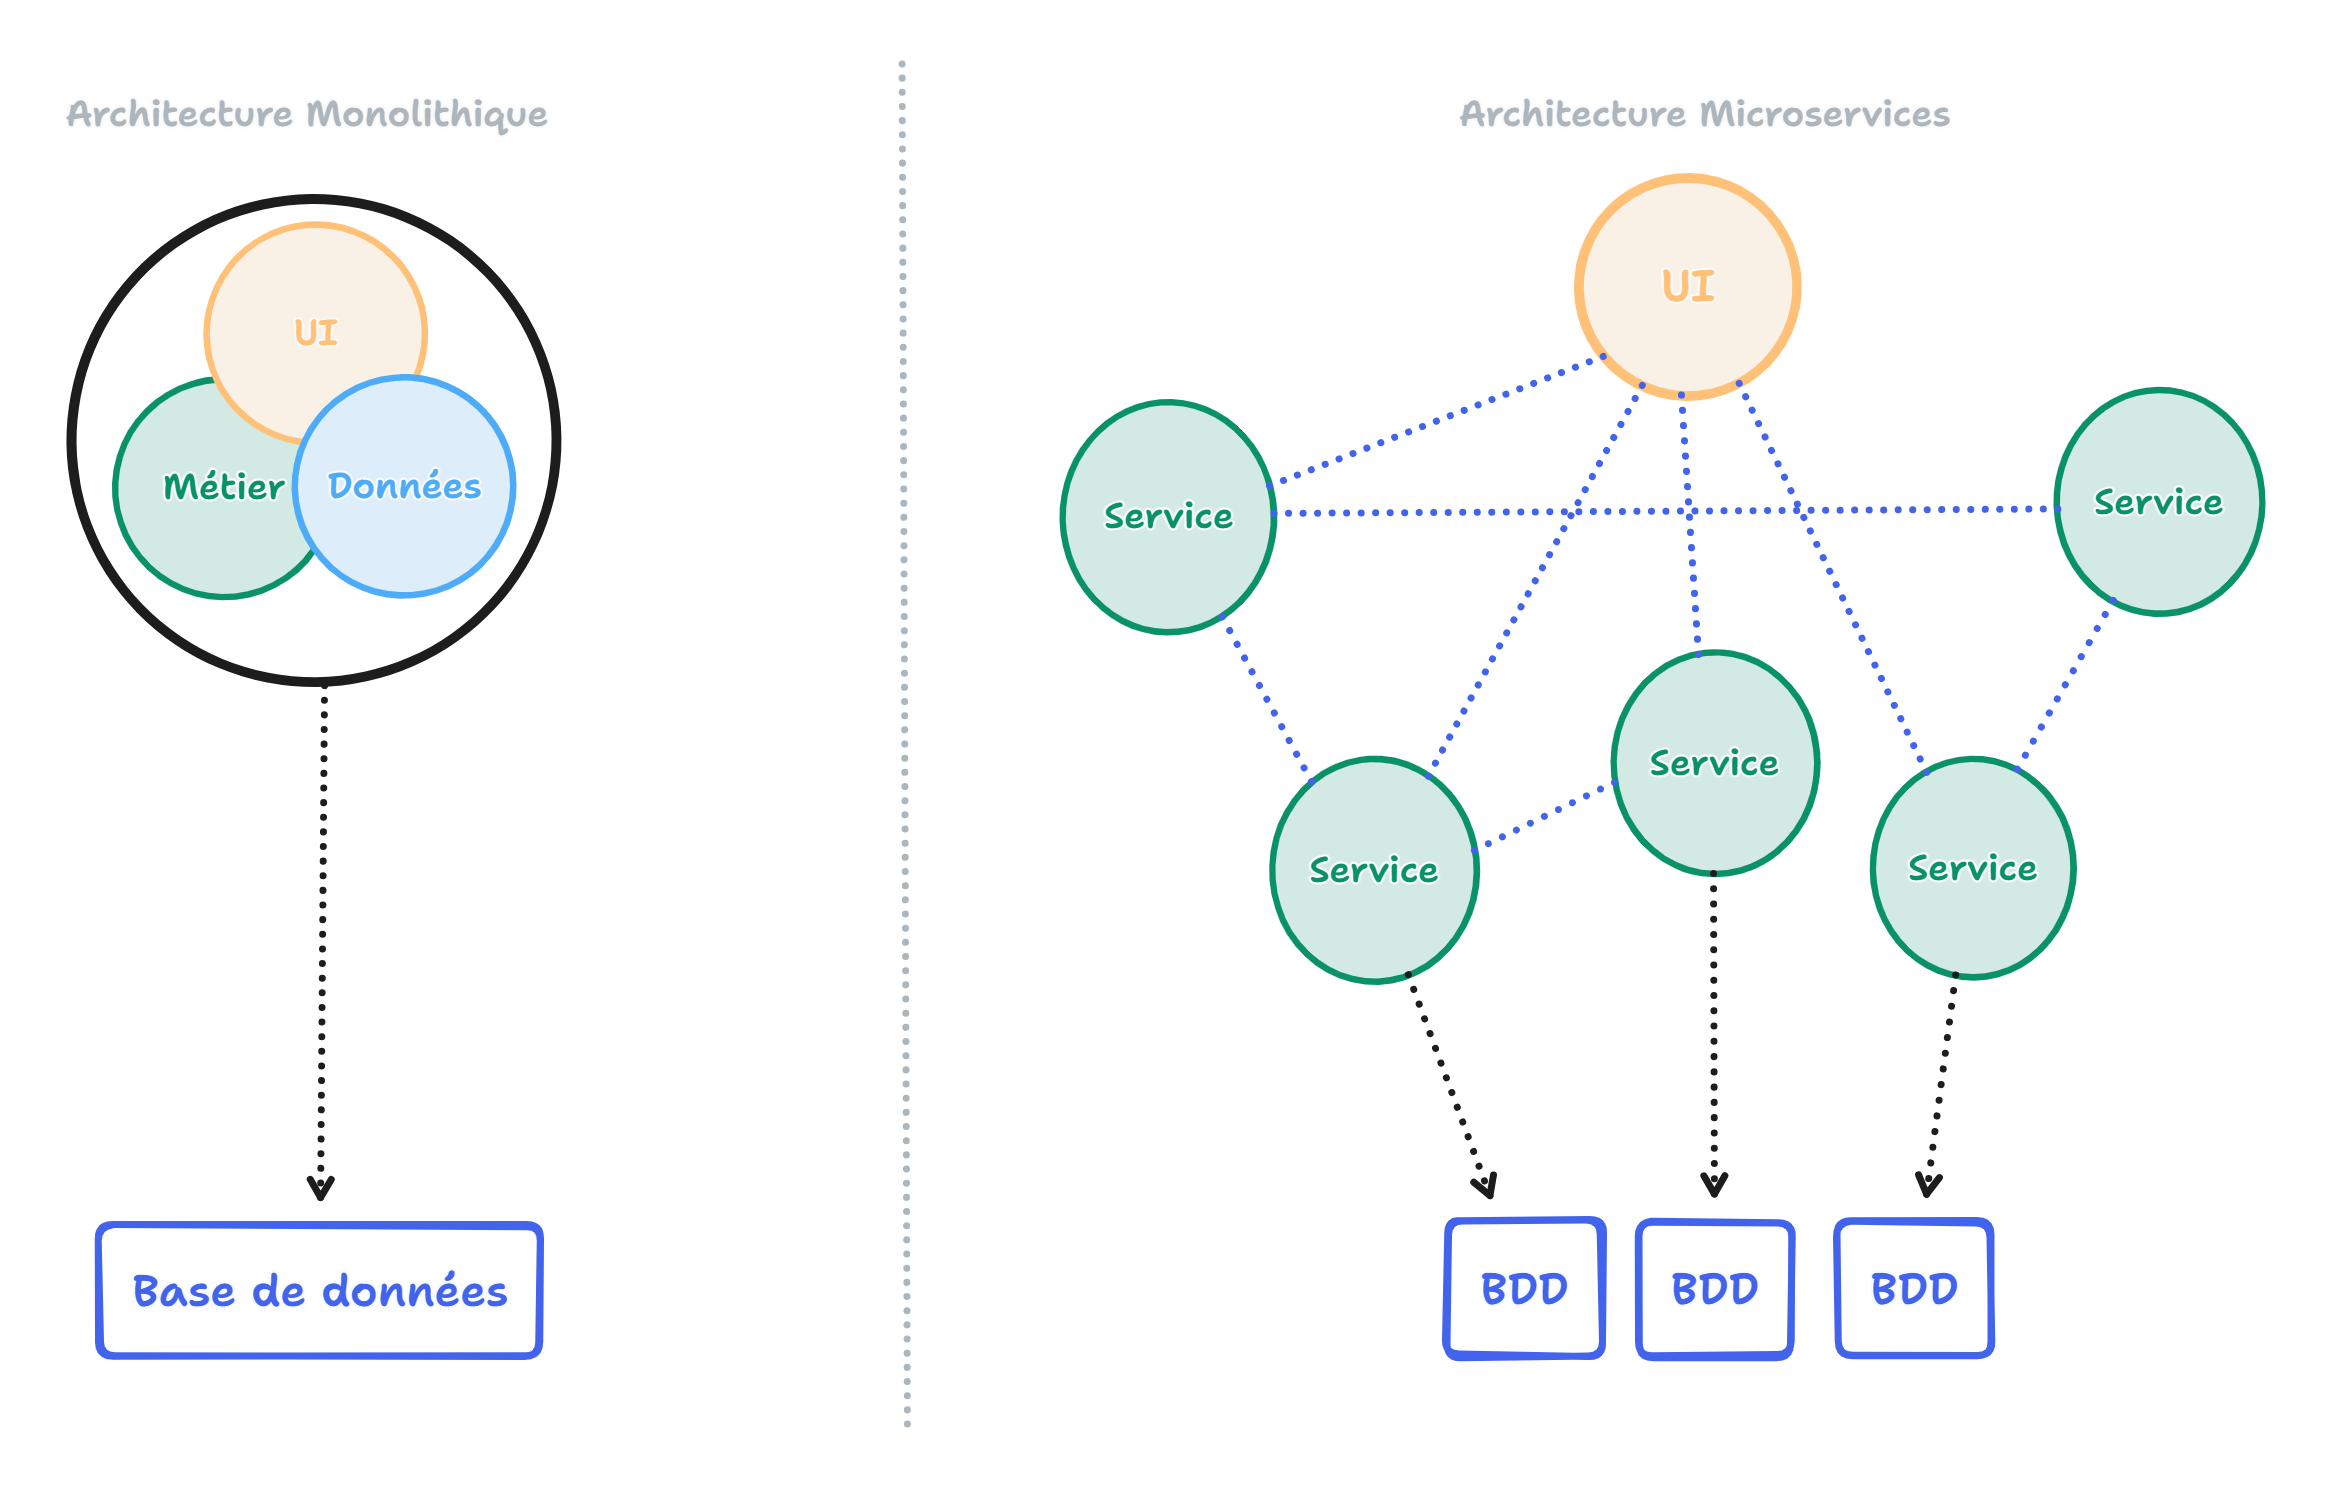 Architecture Monolithique
UI
Métier
Données
Base de données
Architecture Microservices
UI
Service
Service
Service
Service
Service
BDD
BDD
BDD